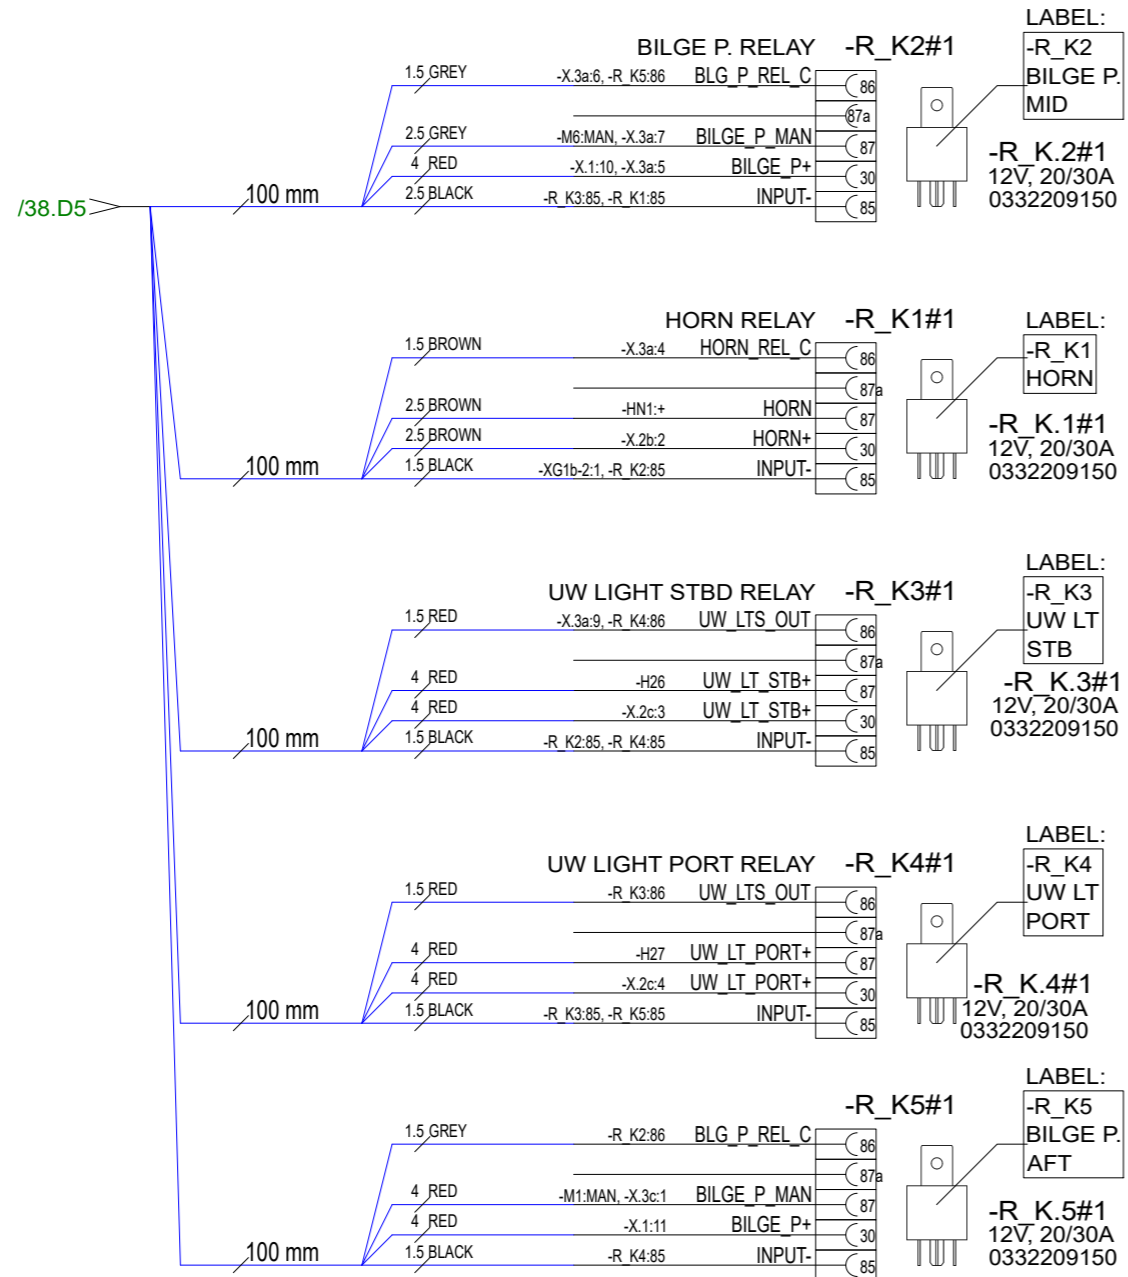 /38.D5
BILGE P. RELAY -R_K2#1
LABEL:
-R_K2
BILGE P.
MID
1.5 GREY -X.3a:6, -R_K5:86 BLG_P_REL_C 86
87a
2.5 GREY -M6:MAN, -X.3a:7 BILGE_P_MAN 87
4 RED -X.1:10, -X.3a:5 BILGE_P+ 30
100 mm 2.5 BLACK -R_K3:85, -R_K1:85 INPUT- 85
-R_K.2#1
12V, 20/30A
0332209150
HORN RELAY -R_K1#1
LABEL:
-R_K1
HORN
1.5 BROWN -X.3a:4 HORN_REL_C 86
87a
2.5 BROWN -HN1:+ HORN 87
2.5 BROWN -X.2b:2 HORN+ 30
100 mm 1.5 BLACK -XG1b-2:1, -R_K2:85 INPUT- 85
-R_K.1#1
12V, 20/30A
0332209150
UW LIGHT STBD RELAY -R_K3#1
LABEL:
-R_K3
UW LT
STB
1.5 RED -X.3a:9, -R_K4:86 UW_LTS_OUT 86
87a
4 RED -H26 UW_LT_STB+ 87
4 RED -X.2c:3 UW_LT_STB+ 30
100 mm 1.5 BLACK -R_K2:85, -R_K4:85 INPUT- 85
-R_K.3#1
12V, 20/30A
0332209150
UW LIGHT PORT RELAY -R_K4#1
LABEL:
-R_K4
UW LT
PORT
1.5 RED -R_K3:86 UW_LTS_OUT 86
87a
4 RED -H27 UW_LT_PORT+ 87
4 RED -X.2c:4 UW_LT_PORT+ 30
100 mm 1.5 BLACK -R_K3:85, -R_K5:85 INPUT- 85
-R_K.4#1
12V, 20/30A
0332209150
-R_K5#1
LABEL:
-R_K5
BILGE P.
AFT
1.5 GREY -R_K2:86 BLG_P_REL_C 86
87a
4 RED -M1:MAN, -X.3c:1 BILGE_P_MAN 87
4 RED -X.1:11 BILGE_P+ 30
100 mm 1.5 BLACK -R_K4:85 INPUT- 85
-R_K.5#1
12V, 20/30A
0332209150